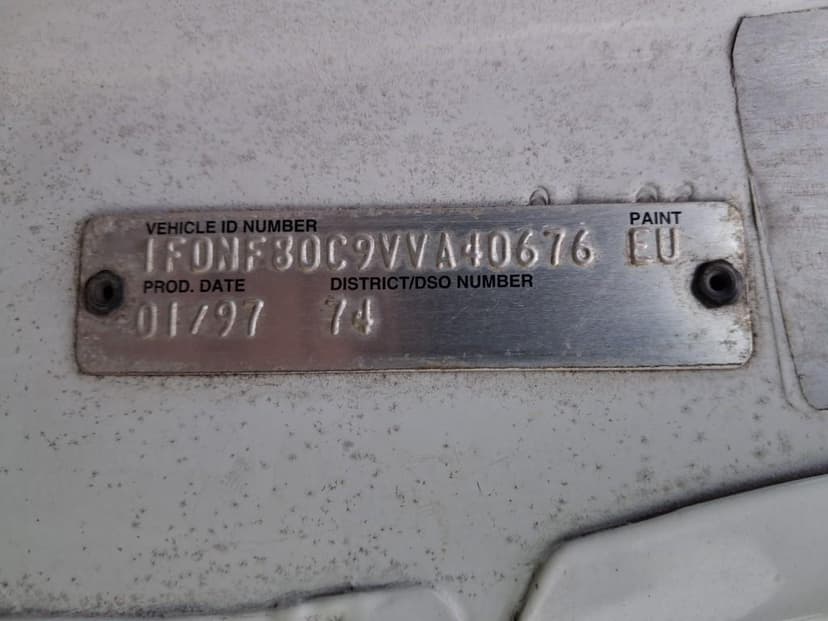 VEHICLE ID NUMBER PAINT
1FDNF80C9VVA40676 EU
PROD. DATE DISTRICT/DSO NUMBER
01/97 74